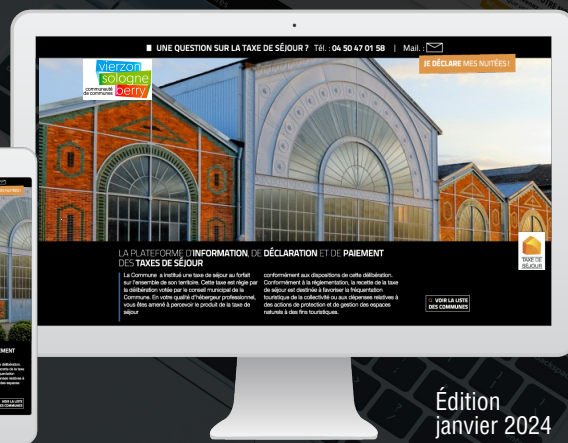 UNE QUESTION SUR LA TAXE DE SÉJOUR ? Tél. : 04 50 47 01 58 | Mail. :
JE DÉCLARE MES NUITÉES !
vierzon
sologne
communauté
de communes
berry
LA PLATEFORME D'INFORMATION, DE DÉCLARATION ET DE PAIEMENT
DES TAXES DE SÉJOUR
La Commune a institué une taxe de séjour au forfait
sur l'ensemble de son territoire. Cette taxe est régie par
la délibération votée par le conseil municipal de la
Commune. En votre qualité d'hébergeur professionnel,
vous êtes amené à percevoir le produit de la taxe de
séjour
conformément aux dispositions de cette délibération.
Conformément à la réglementation, la recette de la taxe
de séjour est destinée à favoriser la fréquentation
touristique de la collectivité ou aux dépenses relatives à
des actions de protection et de gestion des espaces
naturels à des fins touristiques.
TAXE DE
SÉJOUR
VOIR LA LISTE
DES COMMUNES
VOIR LA LISTE
DES COMMUNES
Édition
janvier 2024